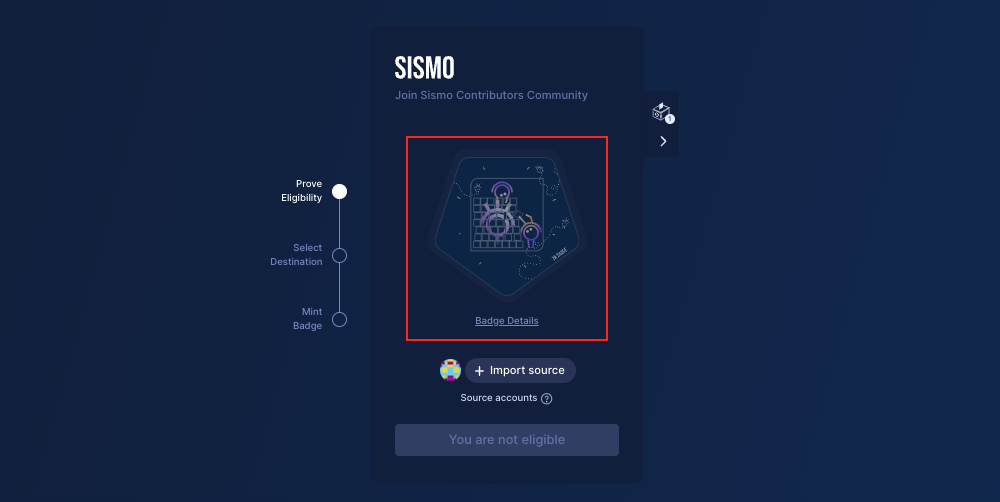 SISMO
Join Sismo Contributors Community
1
Prove
Eligibility
Select
Destination
Mint
Badge
Badge Details
+ Import source
Source accounts ?
You are not eligible